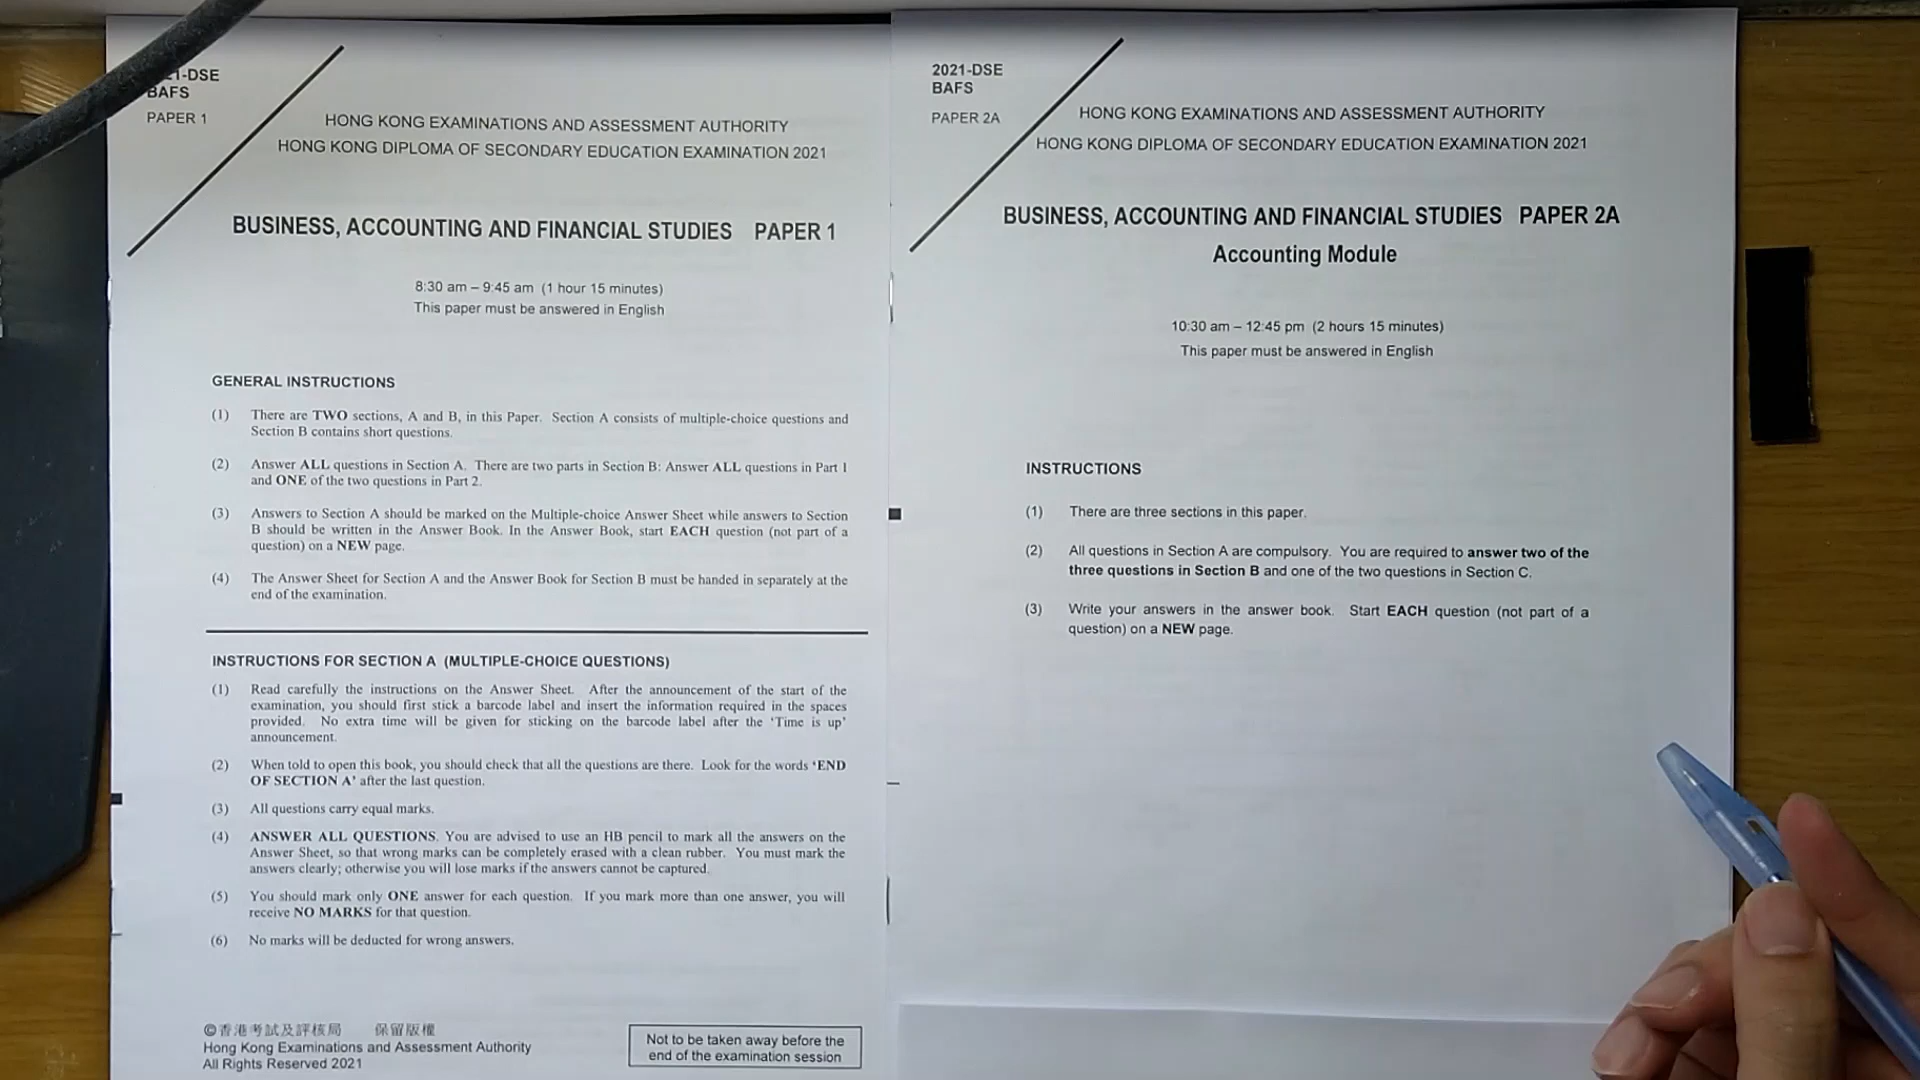 21-DSE
BAFS
PAPER 1
HONG KONG EXAMINATIONS AND ASSESSMENT AUTHORITY
HONG KONG DIPLOMA OF SECONDARY EDUCATION EXAMINATION 2021
BUSINESS, ACCOUNTING AND FINANCIAL STUDIES PAPER 1
8:30 am – 9:45 am (1 hour 15 minutes)
This paper must be answered in English
GENERAL INSTRUCTIONS
(1) There are TWO sections, A and B, in this Paper. Section A consists of multiple-choice questions and
Section B contains short questions.
(2) Answer ALL questions in Section A. There are two parts in Section B: Answer ALL questions in Part 1
and ONE of the two questions in Part 2.
(3) Answers to Section A should be marked on the Multiple-choice Answer Sheet while answers to Section
B should be written in the Answer Book. In the Answer Book, start EACH question (not part of a
question) on a NEW page.
(4) The Answer Sheet for Section A and the Answer Book for Section B must be handed in separately at the
end of the examination.
INSTRUCTIONS FOR SECTION A (MULTIPLE-CHOICE QUESTIONS)
(1) Read carefully the instructions on the Answer Sheet. After the announcement of the start of the
examination, you should first stick a barcode label and insert the information required in the spaces
provided. No extra time will be given for sticking on the barcode label after the ‘Time is up’
announcement.
(2) When told to open this book, you should check that all the questions are there. Look for the words ‘END
OF SECTION A’ after the last question.
(3) All questions carry equal marks.
(4) ANSWER ALL QUESTIONS. You are advised to use an HB pencil to mark all the answers on the
Answer Sheet, so that wrong marks can be completely erased with a clean rubber. You must mark the
answers clearly; otherwise you will lose marks if the answers cannot be captured.
(5) You should mark only ONE answer for each question. If you mark more than one answer, you will
receive NO MARKS for that question.
(6) No marks will be deducted for wrong answers.
©香港考試及評核局 保留版權
Hong Kong Examinations and Assessment Authority
All Rights Reserved 2021
Not to be taken away before the
end of the examination session
2021-DSE
BAFS
PAPER 2A
HONG KONG EXAMINATIONS AND ASSESSMENT AUTHORITY
HONG KONG DIPLOMA OF SECONDARY EDUCATION EXAMINATION 2021
BUSINESS, ACCOUNTING AND FINANCIAL STUDIES PAPER 2A
Accounting Module
10:30 am – 12:45 pm (2 hours 15 minutes)
This paper must be answered in English
INSTRUCTIONS
(1) There are three sections in this paper.
(2) All questions in Section A are compulsory. You are required to answer two of the
three questions in Section B and one of the two questions in Section C.
(3) Write your answers in the answer book. Start EACH question (not part of a
question) on a NEW page.